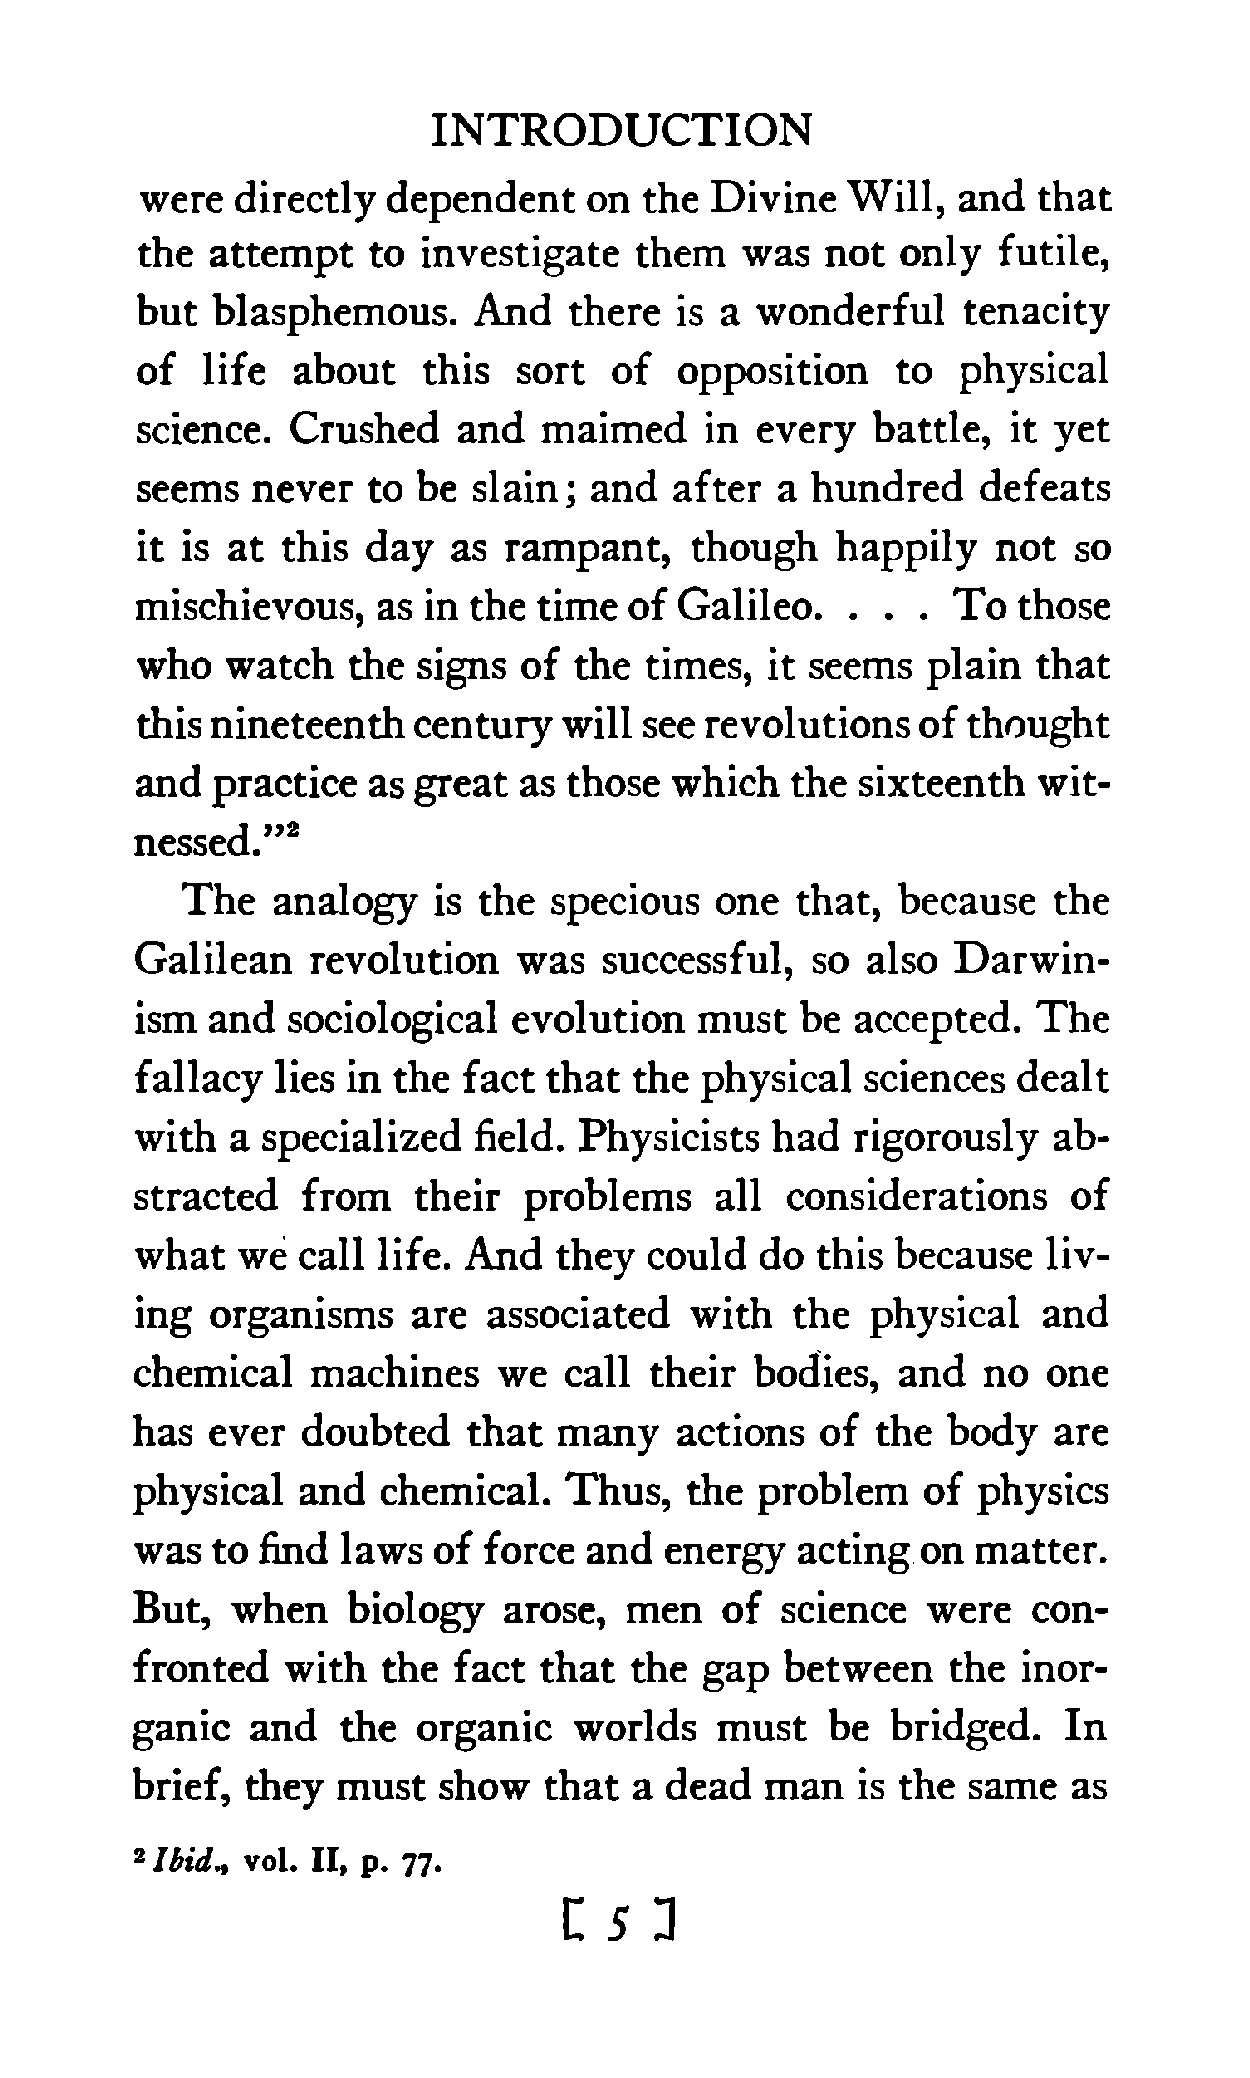 INTRODUCTION
were directly dependent on the Divine Will, and that
the attempt to investigate them was not only futile,
but blasphemous. And there is a wonderful tenacity
of life about this sort of opposition to physical
science. Crushed and maimed in every battle, it yet
seems never to be slain; and after a hundred defeats
it is at this day as rampant, though happily not so
mischievous, as in the time of Galileo. . . . To those
who watch the signs of the times, it seems plain that
this nineteenth century will see revolutions of thought
and practice as great as those which the sixteenth wit-
nessed."²
The analogy is the specious one that, because the
Galilean revolution was successful, so also Darwin-
ism and sociological evolution must be accepted. The
fallacy lies in the fact that the physical sciences dealt
with a specialized field. Physicists had rigorously ab-
stracted from their problems all considerations of
what we call life. And they could do this because liv-
ing organisms are associated with the physical and
chemical machines we call their bodies, and no one
has ever doubted that many actions of the body are
physical and chemical. Thus, the problem of physics
was to find laws of force and energy acting on matter.
But, when biology arose, men of science were con-
fronted with the fact that the gap between the inor-
ganic and the organic worlds must be bridged. In
brief, they must show that a dead man is the same as
² Ibid., vol. II, p. 77.
[ 5 ]